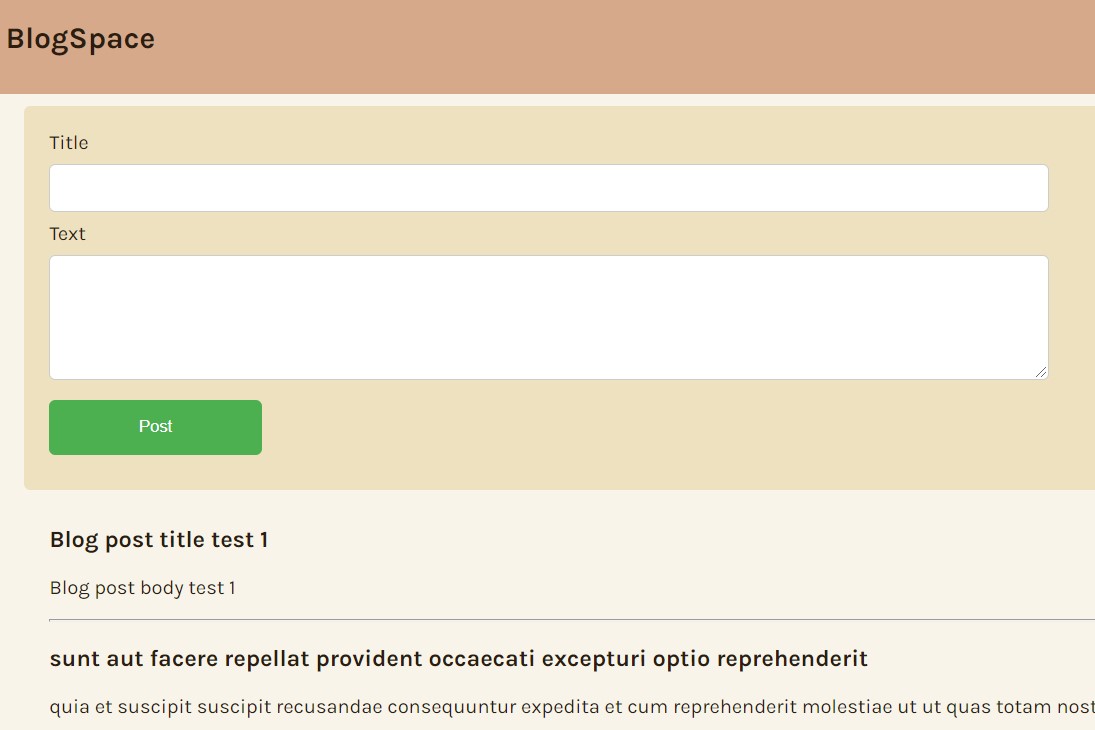 BlogSpace
Title
Text
Post
Blog post title test 1
Blog post body test 1
sunt aut facere repellat provident occaecati excepturi optio reprehenderit
quia et suscipit suscipit recusandae consequuntur expedita et cum reprehenderit molestiae ut ut quas totam nost